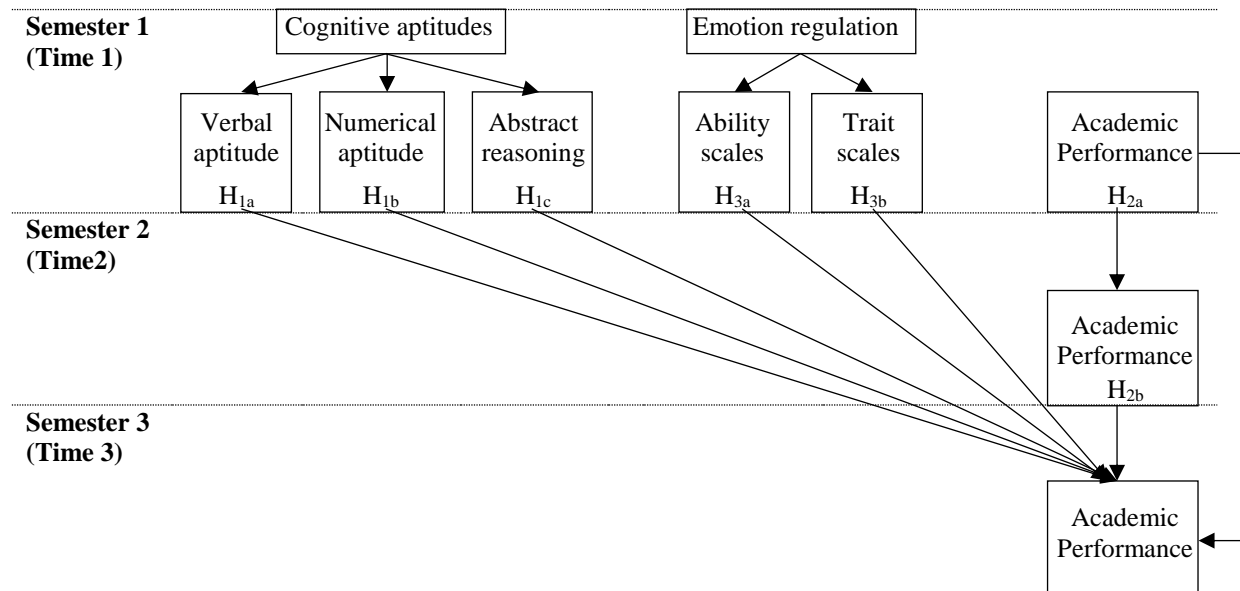 Semester 1
(Time 1)
Cognitive aptitudes
Emotion regulation
Verbal
aptitude
H1a
Numerical
aptitude
H1b
Abstract
reasoning
H1c
Ability
scales
H3a
Trait
scales
H3b
Academic
Performance
H2a
Semester 2
(Time2)
Academic
Performance
H2b
Semester 3
(Time 3)
Academic
Performance